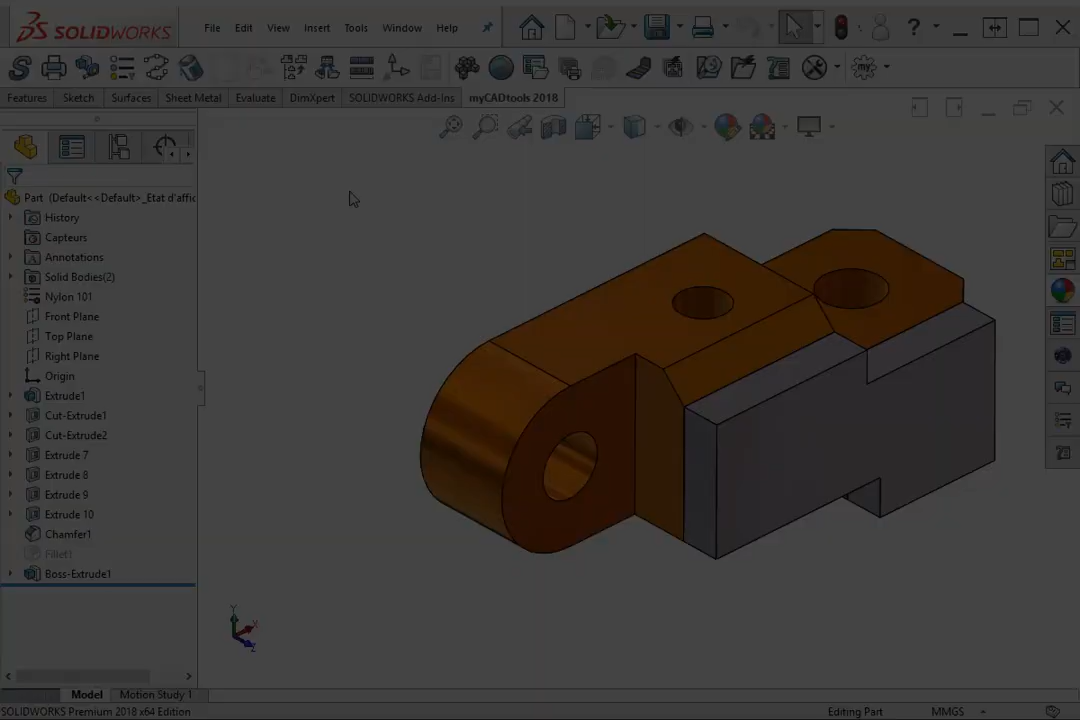 SOLIDWORKS File Edit View Insert Tools Window Help
Features Sketch Surfaces Sheet Metal Evaluate DimXpert SOLIDWORKS Add-Ins myCADtools 2018
Part (Default<<Default>_Etat d'affic
History
Capteurs
Annotations
Solid Bodies(2)
Nylon 101
Front Plane
Top Plane
Right Plane
Origin
Extrude1
Cut-Extrude1
Cut-Extrude2
Extrude 7
Extrude 8
Extrude 9
Extrude 10
Chamfer1
Fillet1
Boss-Extrude1
Y
X
Z
Model Motion Study 1
SOLIDWORKS Premium 2018 x64 Edition Editing Part MMGS